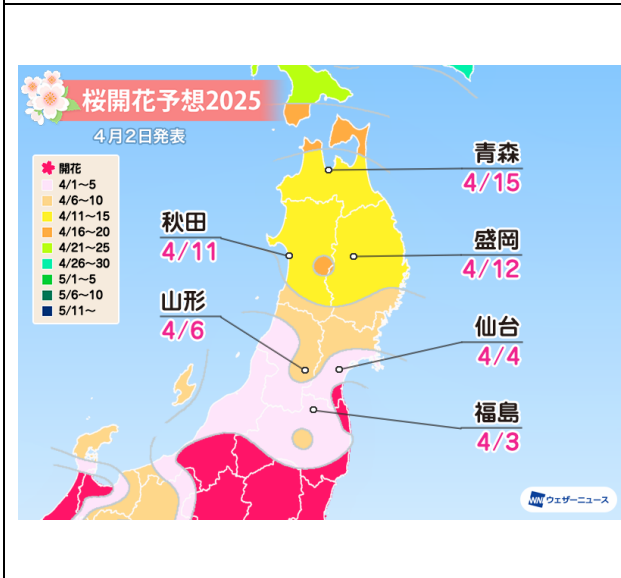 桜開花予想2025
4月2日発表
開花
4/1～5
4/6～10
4/11～15
4/16～20
4/21～25
4/26～30
5/1～5
5/6～10
5/11～
青森
4/15
秋田
4/11
盛岡
4/12
山形
4/6
仙台
4/4
福島
4/3
WNI ウェザーニュース